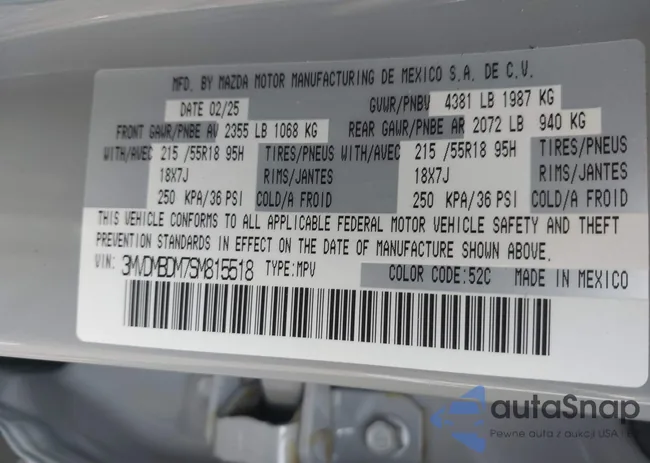 MFD. BY MAZDA MOTOR MANUFACTURING DE MEXICO S.A. DE C.V.
DATE 02/25 GVWR/PNBV 4381 LB 1987 KG
FRONT GAWR/PNBE AV 2355 LB 1068 KG REAR GAWR/PNBE AR 2072 LB 940 KG
WITH/AVEC 215 /55R18 95H TIRES/PNEUS WITH/AVEC 215 /55R18 95H TIRES/PNEUS
18X7J RIMS/JANTES 18X7J RIMS/JANTES
250 KPA/36 PSI COLD/A FROID 250 KPA/36 PSI COLD/A FROID
THIS VEHICLE CONFORMS TO ALL APPLICABLE FEDERAL MOTOR VEHICLE SAFETY AND THEFT
PREVENTION STANDARDS IN EFFECT ON THE DATE OF MANUFACTURE SHOWN ABOVE.
VIN: 3MVDMBDM7SM815518 TYPE:MPV COLOR CODE:52C MADE IN MEXICO
autaSnap
Pewne auta z aukcji USA